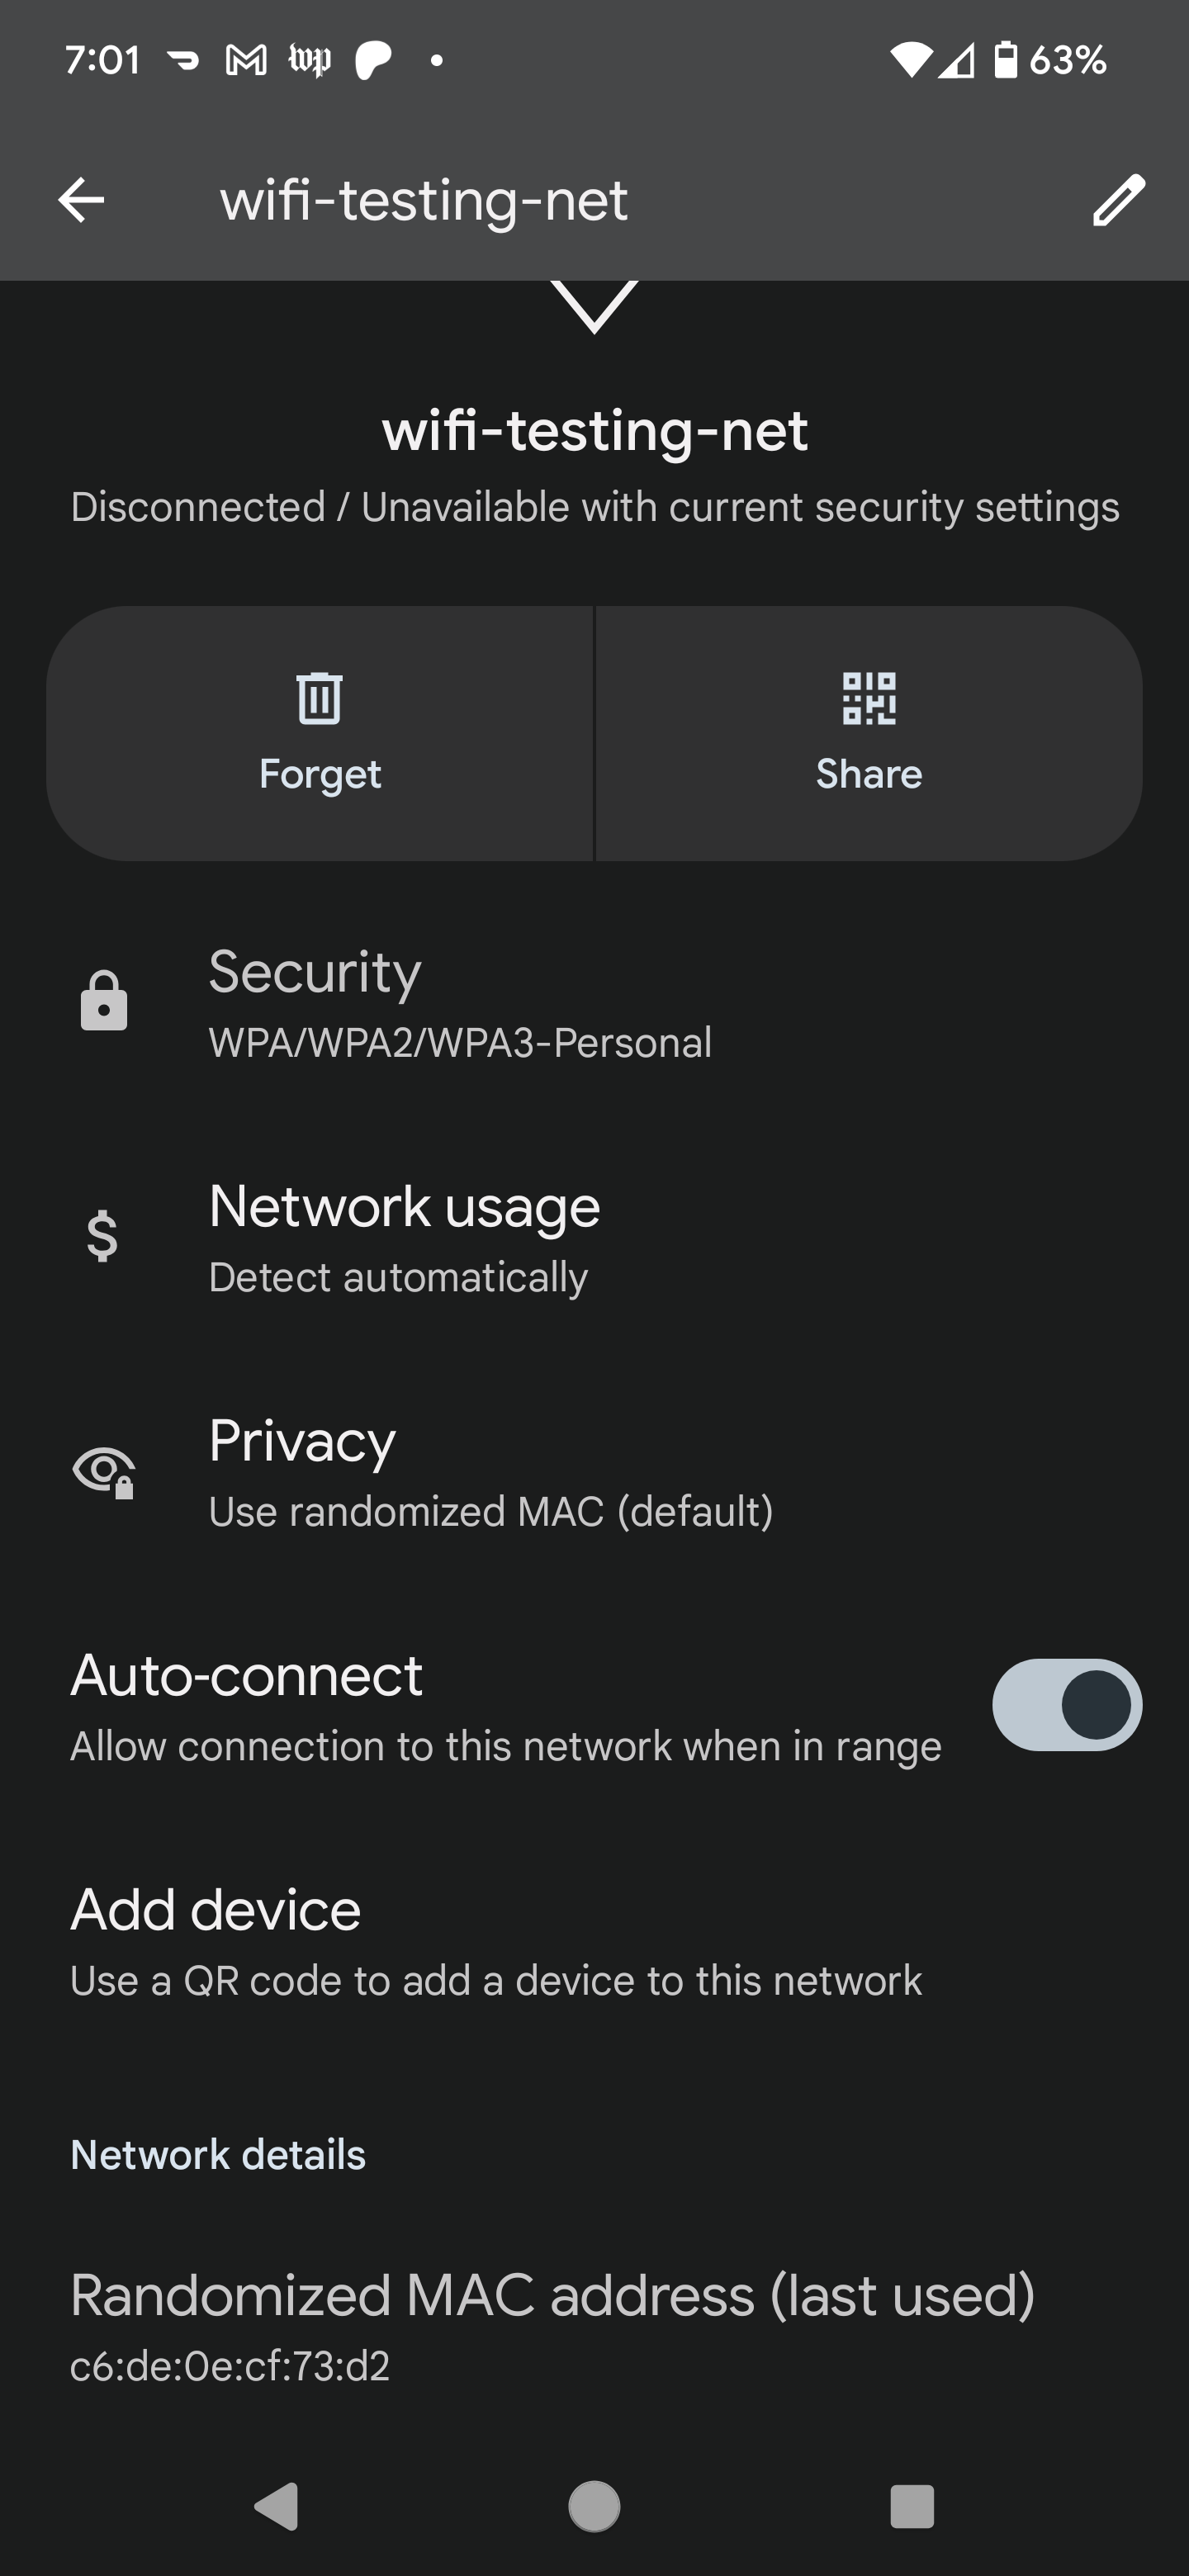 7:01
wp
63%
wifi-testing-net
wifi-testing-net
Disconnected / Unavailable with current security settings
Forget
Share
Security
WPA/WPA2/WPA3-Personal
$
Network usage
Detect automatically
Privacy
Use randomized MAC (default)
Auto-connect
Allow connection to this network when in range
Add device
Use a QR code to add a device to this network
Network details
Randomized MAC address (last used)
c6:de:0e:cf:73:d2